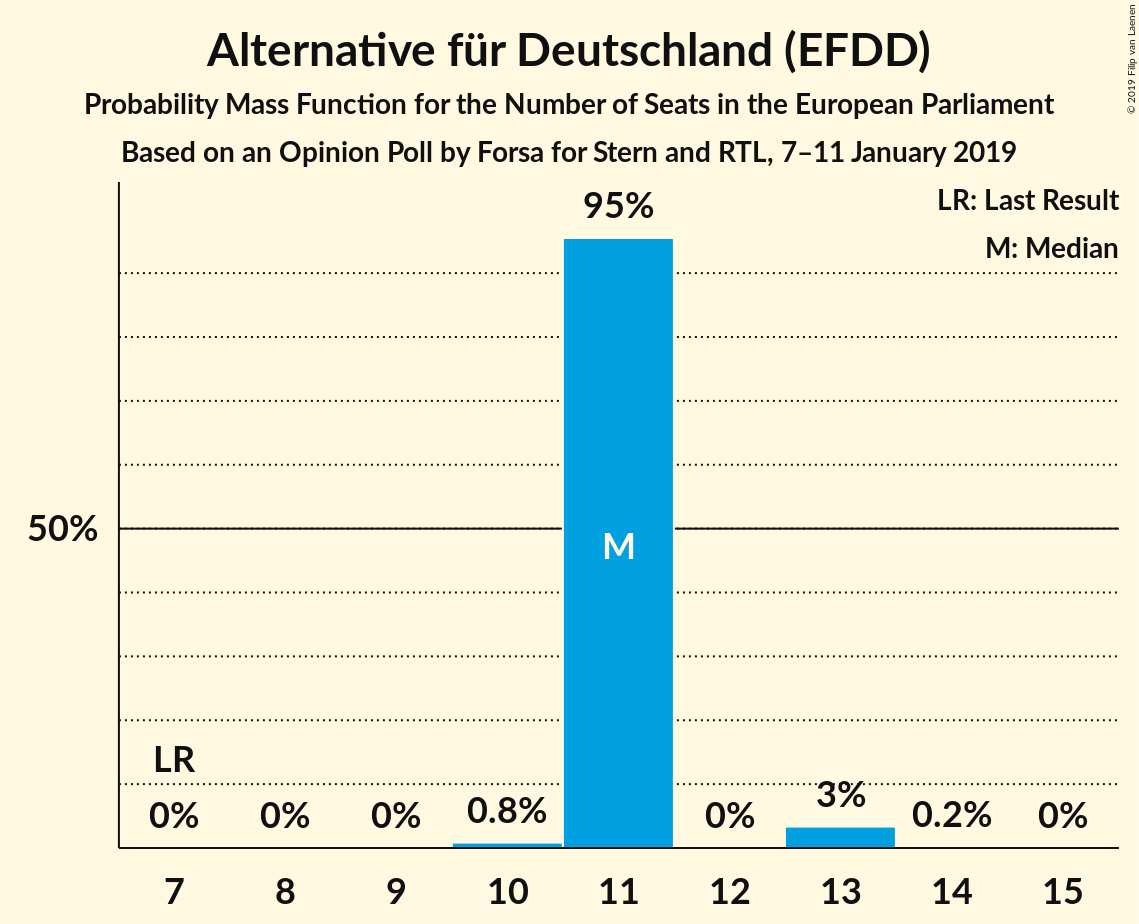 Alternative für Deutschland (EFDD)
Probability Mass Function for the Number of Seats in the European Parliament
Based on an Opinion Poll by Forsa for Stern and RTL, 7–11 January 2019
© 2019 Filip van Laenen
LR: Last Result
M: Median
95%
50%
M
LR
0%
0%
0%
0.8%
0%
3%
0.2%
0%
7 8 9 10 11 12 13 14 15